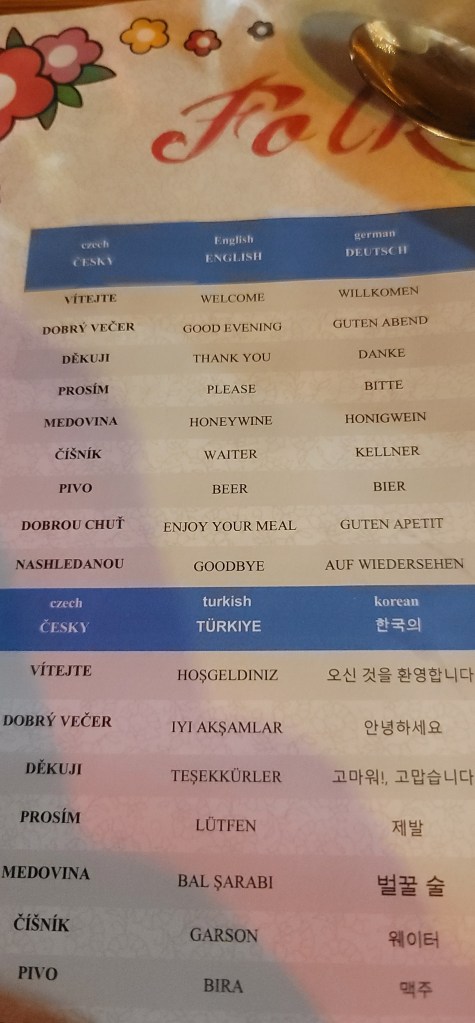 Folk
czech English german
ČESKY ENGLISH DEUTSCH
VÍTEJTE WELCOME WILLKOMEN
DOBRÝ VEČER GOOD EVENING GUTEN ABEND
DĚKUJI THANK YOU DANKE
PROSÍM PLEASE BITTE
MEDOVINA HONEYWINE HONIGWEIN
ČÍŠNÍK WAITER KELLNER
PIVO BEER BIER
DOBROU CHUŤ ENJOY YOUR MEAL GUTEN APETIT
NASHLEDANOU GOODBYE AUF WIEDERSEHEN
czech turkish korean
ČESKY TÜRKIYE 한국의
VÍTEJTE HOŞGELDINIZ 오신 것을 환영합니다
DOBRÝ VEČER IYI AKŞAMLAR 안녕하세요
DĚKUJI TEŞEKKÜRLER 고마워!, 고맙습니다
PROSÍM LÜTFEN 제발
MEDOVINA BAL ŞARABI 벌꿀 술
ČÍŠNÍK GARSON 웨이터
PIVO BIRA 맥주